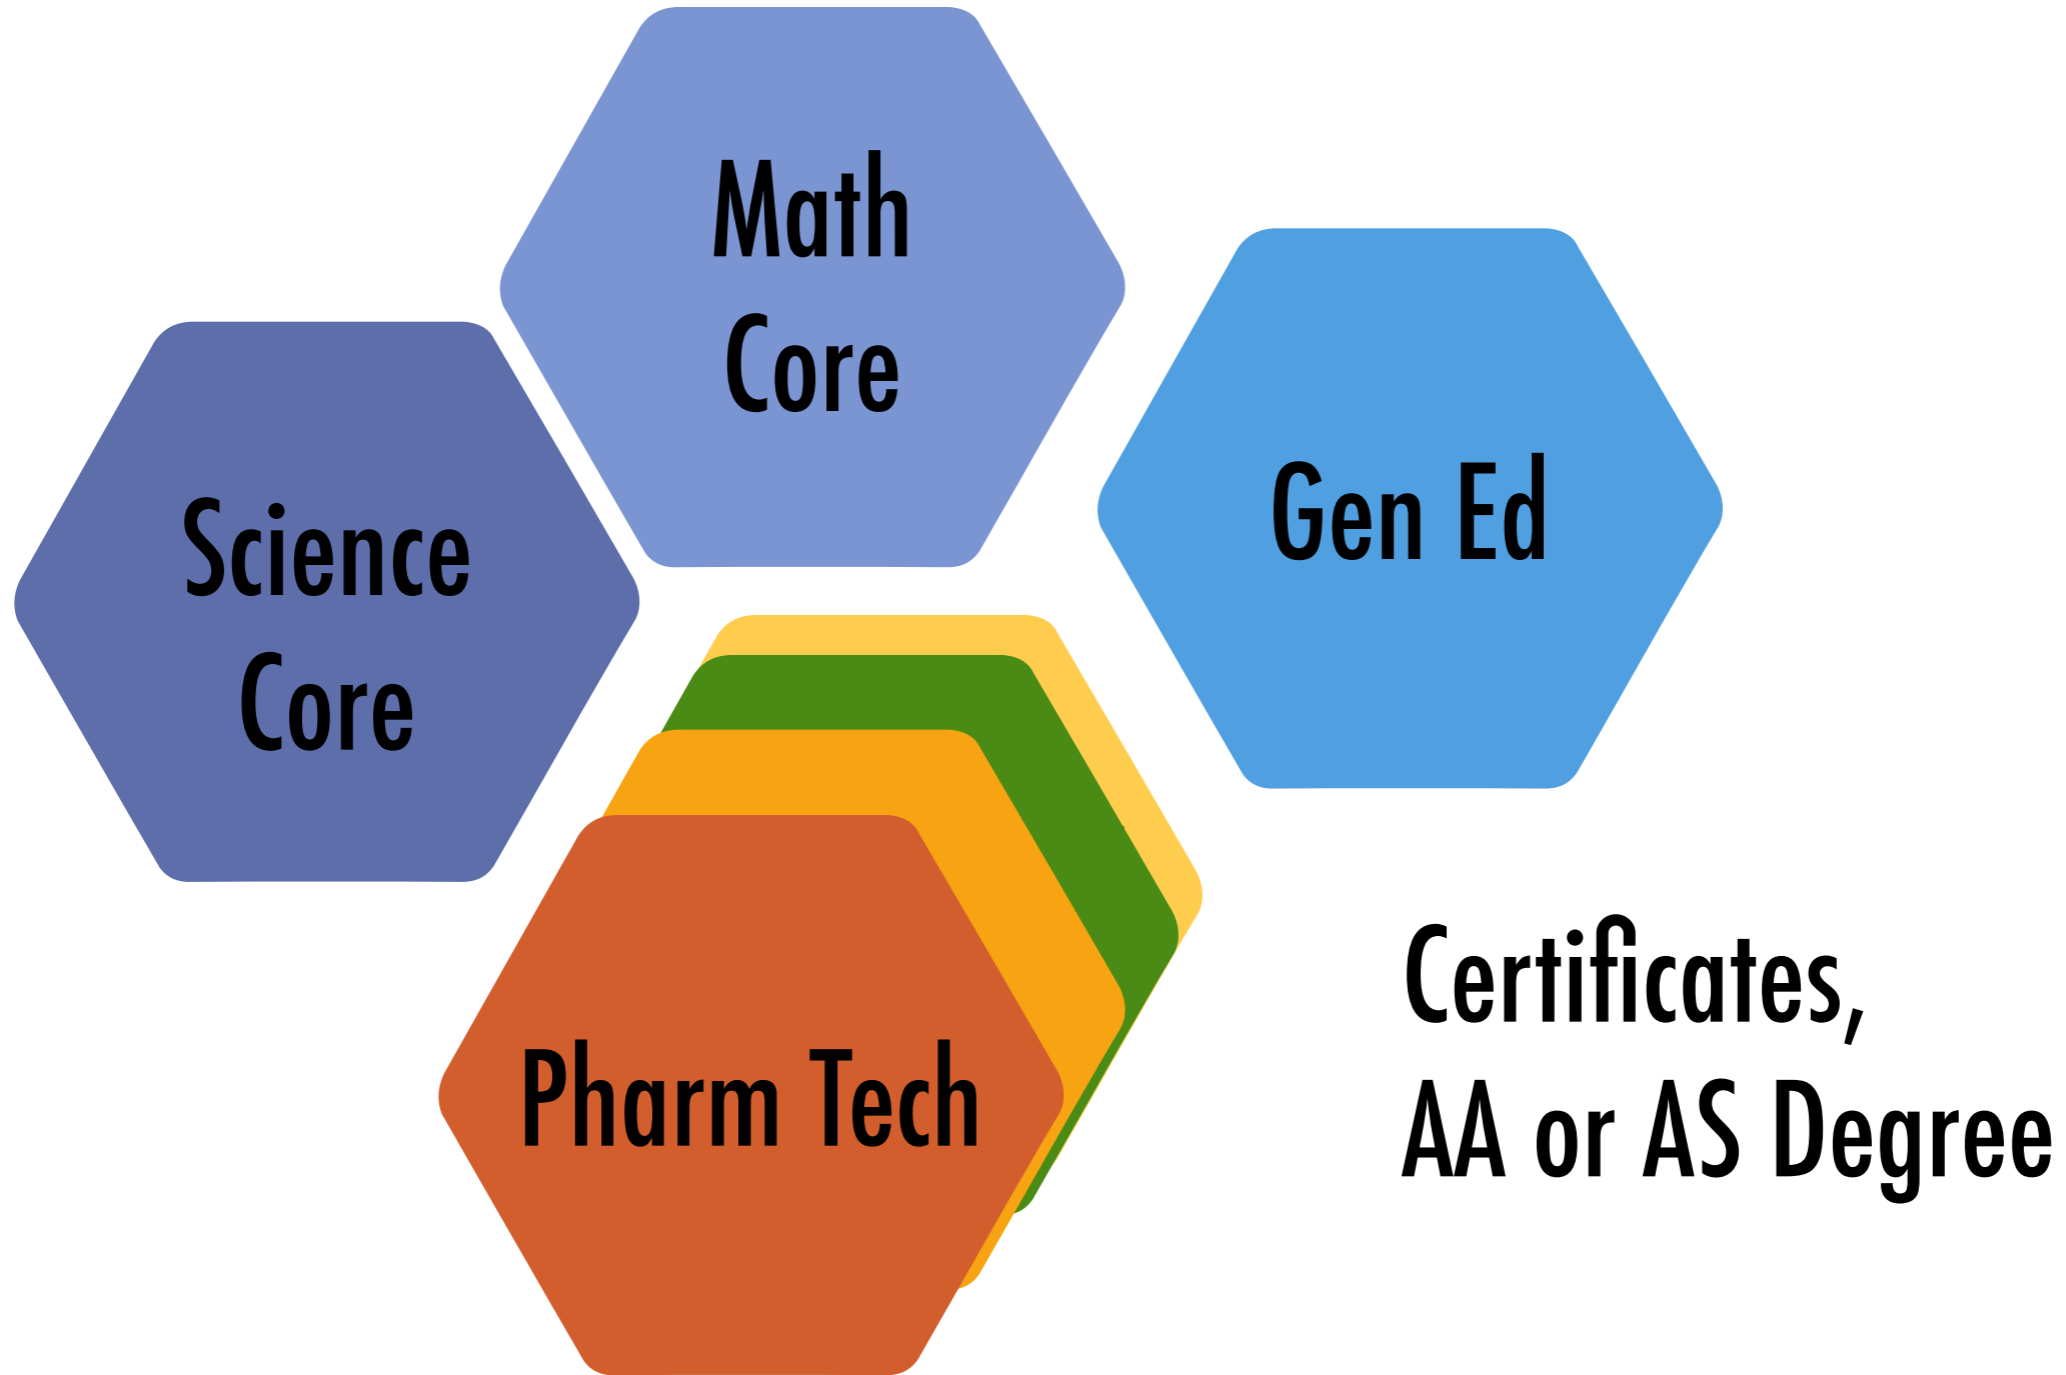 Math
Core
Gen Ed
Science
Core
Pharm Tech
Certificates,
AA or AS Degree